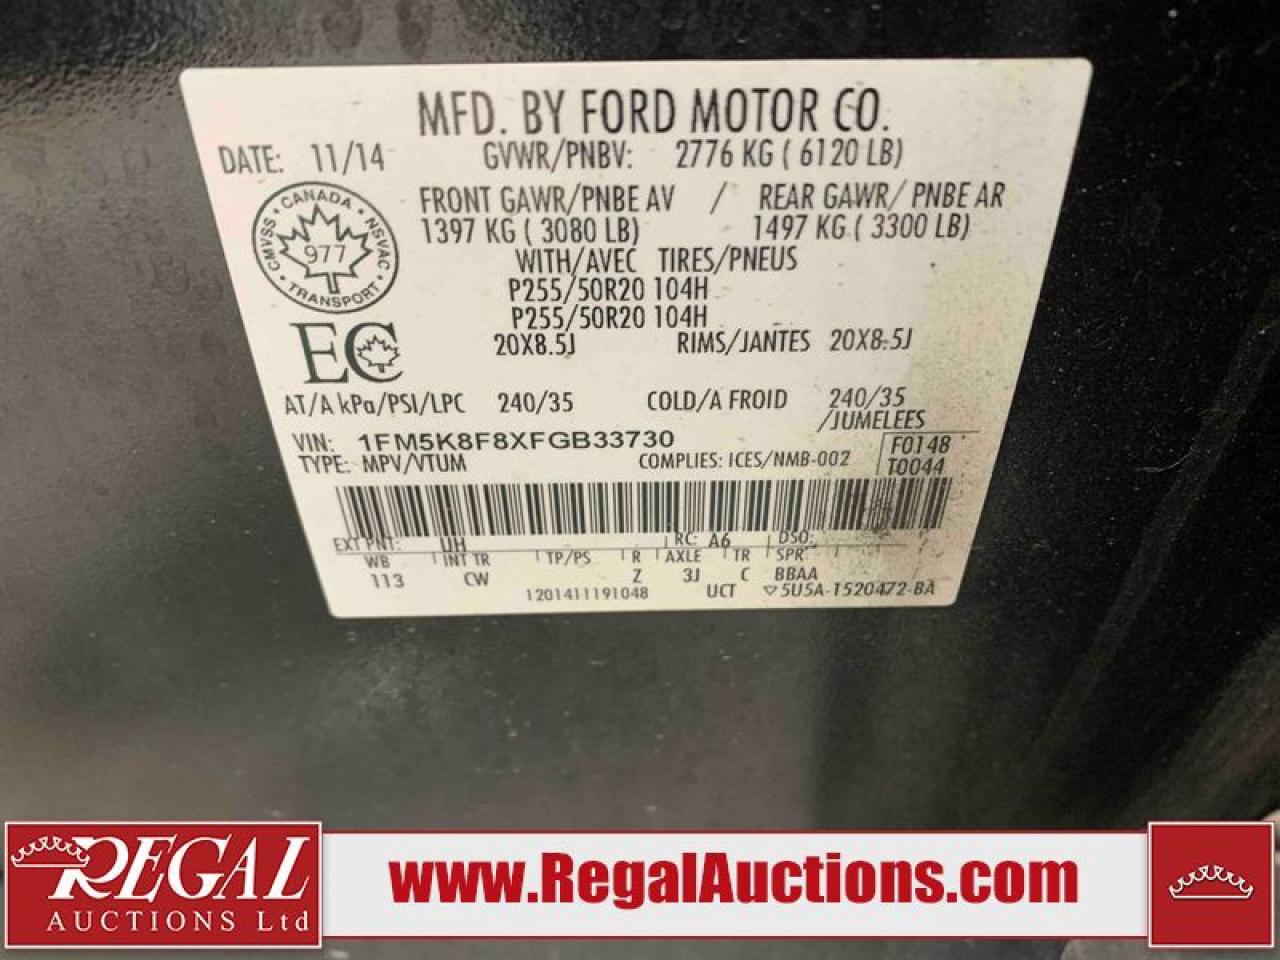 MFD. BY FORD MOTOR CO.
DATE: 11/14 GVWR/PNBV: 2776 KG ( 6120 LB)
FRONT GAWR/PNBE AV / REAR GAWR/ PNBE AR
1397 KG ( 3080 LB) 1497 KG ( 3300 LB)
WITH/AVEC TIRES/PNEUS
P255/50R20 104H
P255/50R20 104H
20X8.5J RIMS/JANTES 20X8.5J
CANADA
CMVSS NSVAC
977
TRANSPORT
EC
AT/A kPa/PSI/LPC 240/35 COLD/A FROID 240/35
/JUMELEES
VIN: 1FM5K8F8XFGB33730 F0148
TYPE: MPV/VTUM COMPLIES: ICES/NMB-002 T0044
EXT PNT: UH RC: A6 DSO:
WB INT TR TP/PS R AXLE TR SPR
113 CW Z 3J C BBAA
1201411191048 UCT ▽5U5A-1520472-BA
REGAL
AUCTIONS Ltd
www.RegalAuctions.com